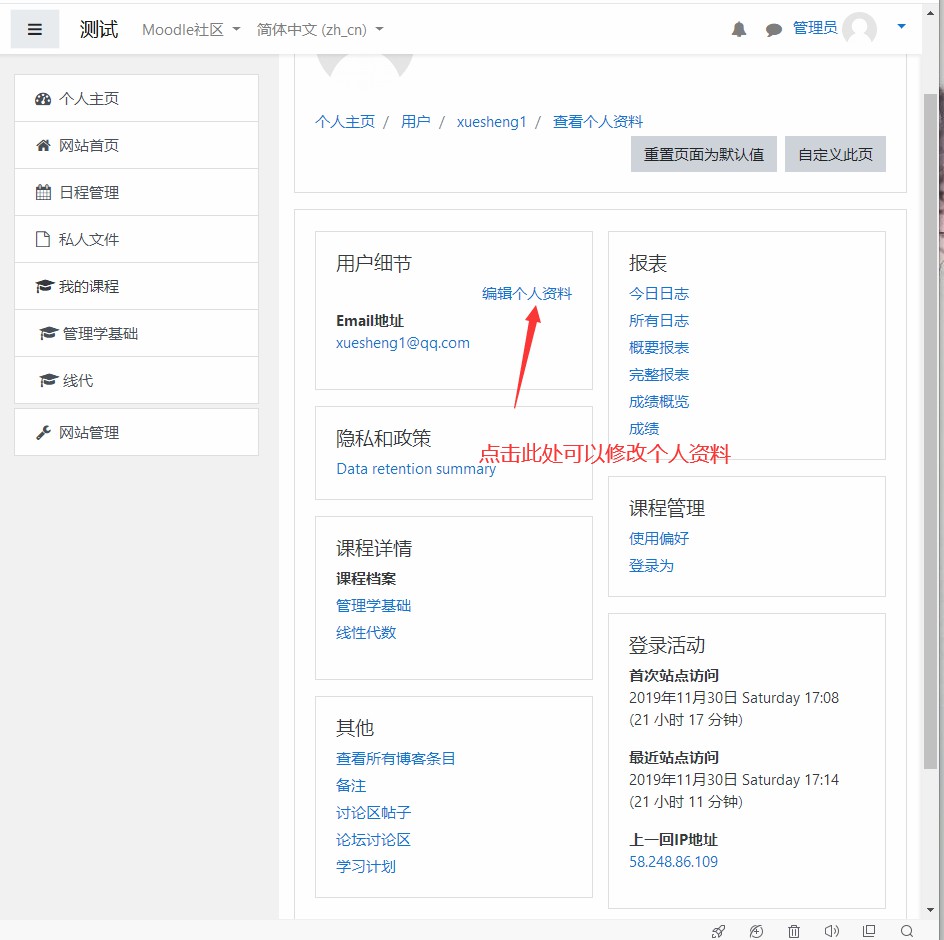 测试 Moodle社区 简体中文 (zh_cn) 管理员
个人主页
网站首页
日程管理
私人文件
我的课程
管理学基础
线代
网站管理
个人主页 / 用户 / xuesheng1 / 查看个人资料
重置页面为默认值 自定义此页
用户细节
编辑个人资料
Email地址
xuesheng1@qq.com
隐私和政策
Data retention summary
点击此处可以修改个人资料
课程详情
课程档案
管理学基础
线性代数
其他
查看所有博客条目
备注
讨论区帖子
论坛讨论区
学习计划
报表
今日日志
所有日志
概要报表
完整报表
成绩概览
成绩
课程管理
使用偏好
登录为
登录活动
首次站点访问
2019年11月30日 Saturday 17:08
(21 小时 17 分钟)
最近站点访问
2019年11月30日 Saturday 17:14
(21 小时 11 分钟)
上一回IP地址
58.248.86.109